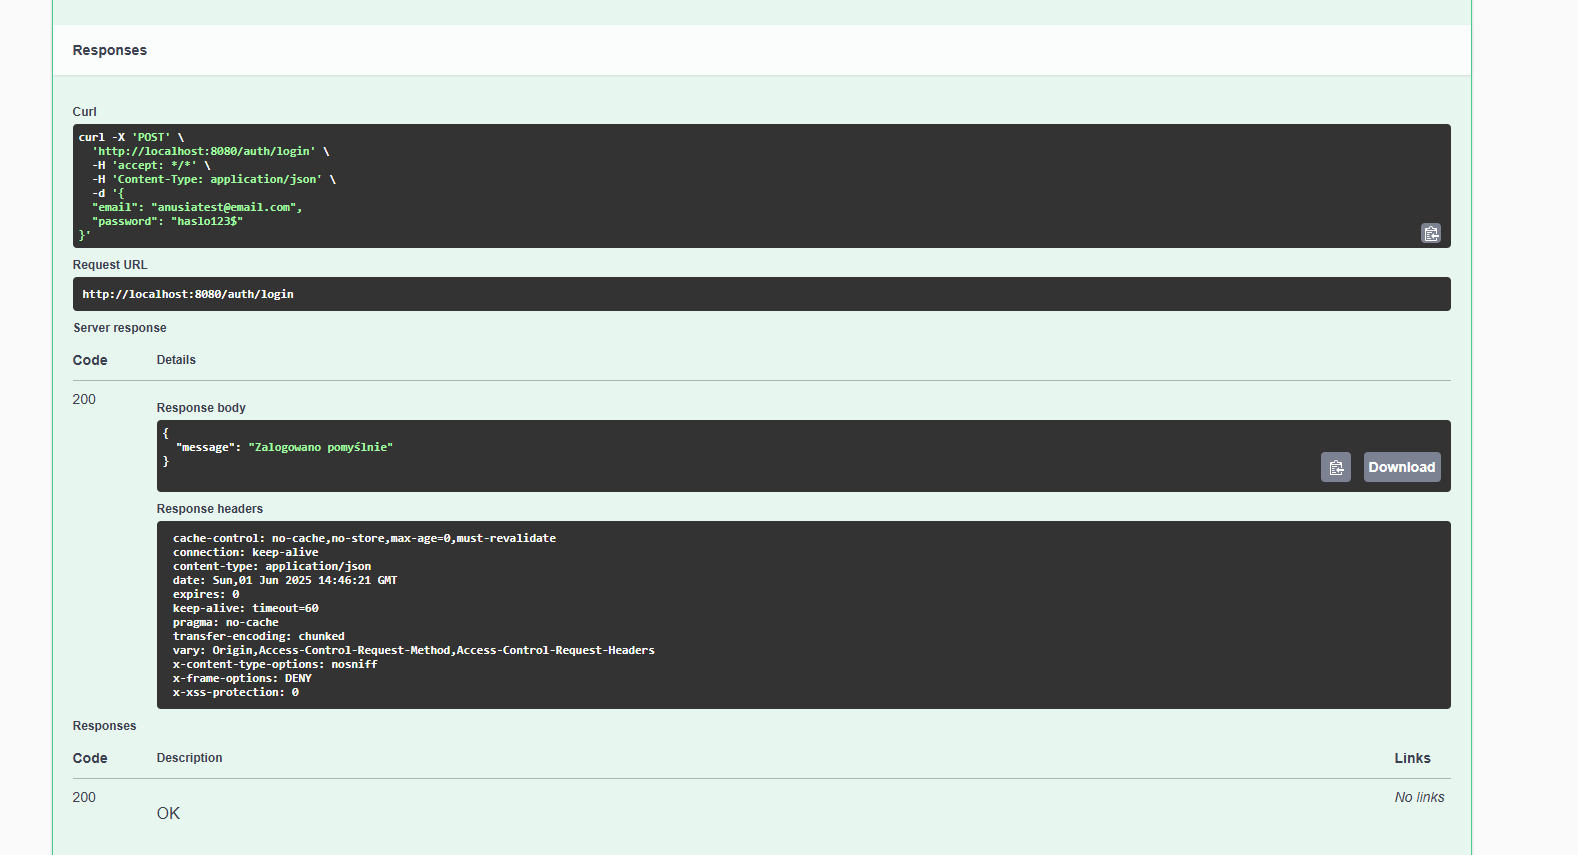 Responses
Curl
curl -X 'POST' \
  'http://localhost:8080/auth/login' \
  -H 'accept: */*' \
  -H 'Content-Type: application/json' \
  -d '{
  "email": "anusiatest@email.com",
  "password": "haslo123$"
}'
Request URL
http://localhost:8080/auth/login
Server response
Code Details
200
Response body
{
  "message": "Zalogowano pomyślnie"
}
Download
Response headers
cache-control: no-cache,no-store,max-age=0,must-revalidate
connection: keep-alive
content-type: application/json
date: Sun,01 Jun 2025 14:46:21 GMT
expires: 0
keep-alive: timeout=60
pragma: no-cache
transfer-encoding: chunked
vary: Origin,Access-Control-Request-Method,Access-Control-Request-Headers
x-content-type-options: nosniff
x-frame-options: DENY
x-xss-protection: 0
Responses
Code Description Links
200 No links
OK